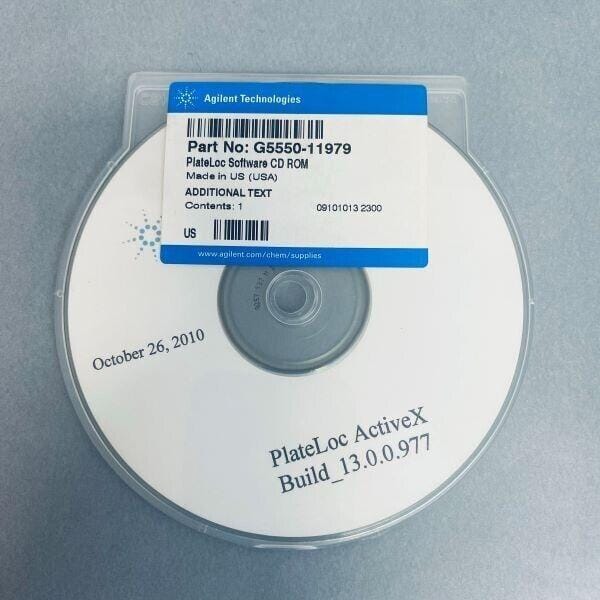 Agilent Technologies
Part No: G5550-11979
PlateLoc Software CD ROM
Made in US (USA)
ADDITIONAL TEXT
Contents: 1 09101013 2300
US
www.agilent.com/chem/supplies
October 26, 2010
PlateLoc ActiveX
Build_13.0.0.977